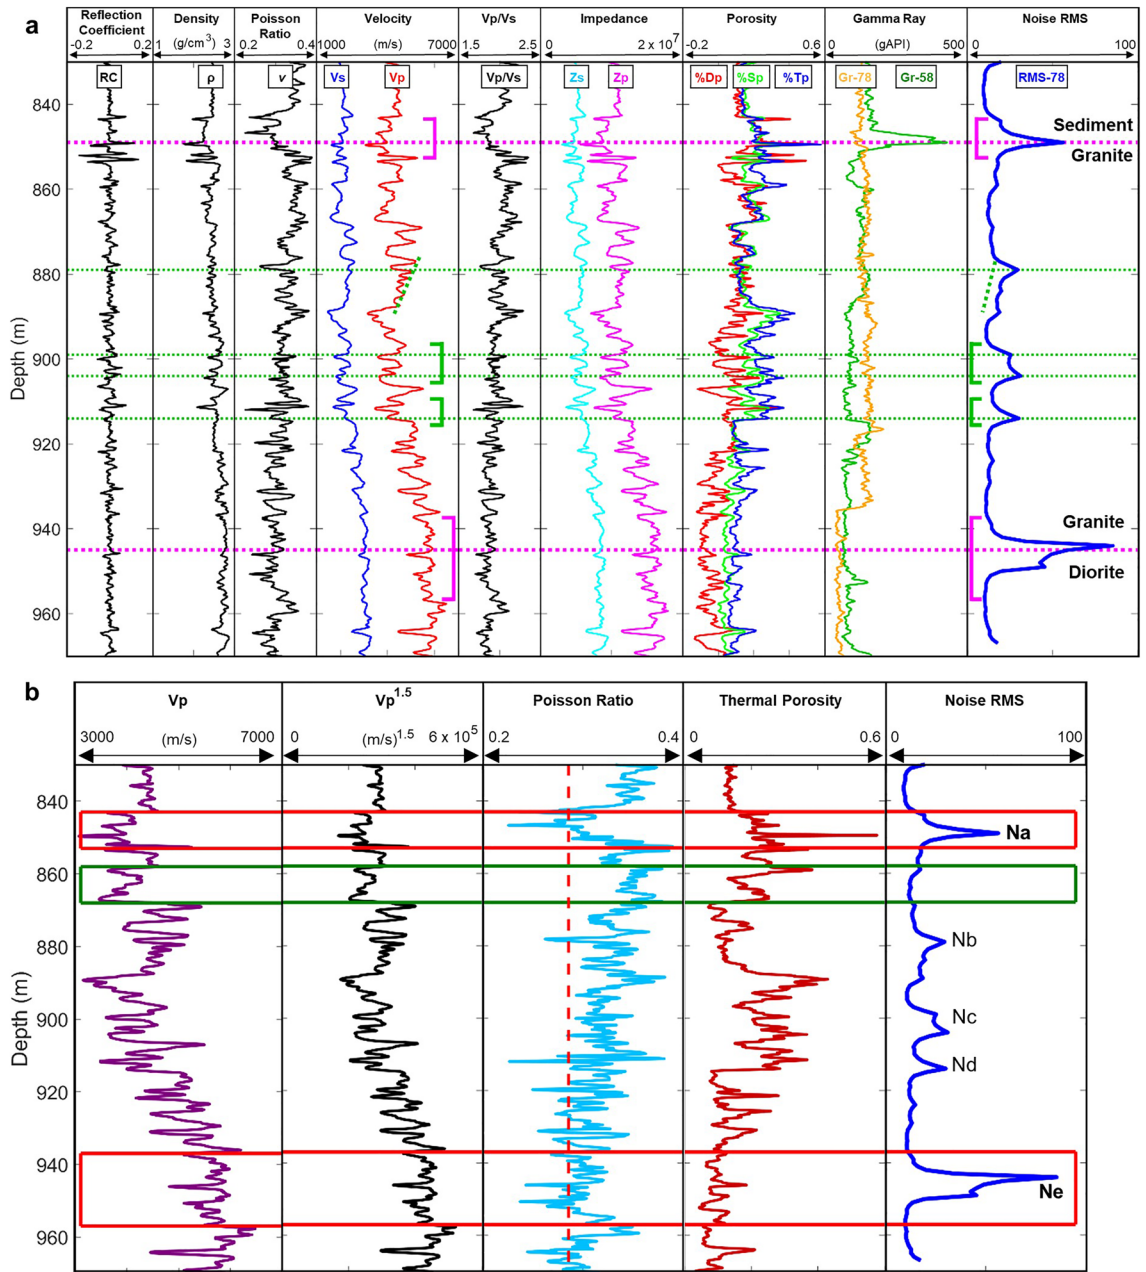 a
Reflection Coefficient
-0.2 0.2
Density
(g/cm³)
1 3
Poisson Ratio
0.2 0.4
Velocity
1000 (m/s) 7000
Vp/Vs
1.5 2.5
Impedance
0 2 x 10⁷
Porosity
-0.2 0.6
Gamma Ray
0 (gAPI) 500
Noise RMS
0 100
RC ρ ν Vs Vp Vp/Vs Zs Zp %Dp %Sp %Tp Gr-78 Gr-58 RMS-78
840
Sediment
Granite
860
880
900
920
940
Granite
Diorite
960
Depth (m)
b
Vp
3000 (m/s) 7000
Vp¹·⁵
0 (m/s)¹·⁵ 6 x 10⁵
Poisson Ratio
0.2 0.4
Thermal Porosity
0 0.6
Noise RMS
0 100
840
Na
860
880
Nb
900
Nc
Nd
920
940
Ne
960
Depth (m)